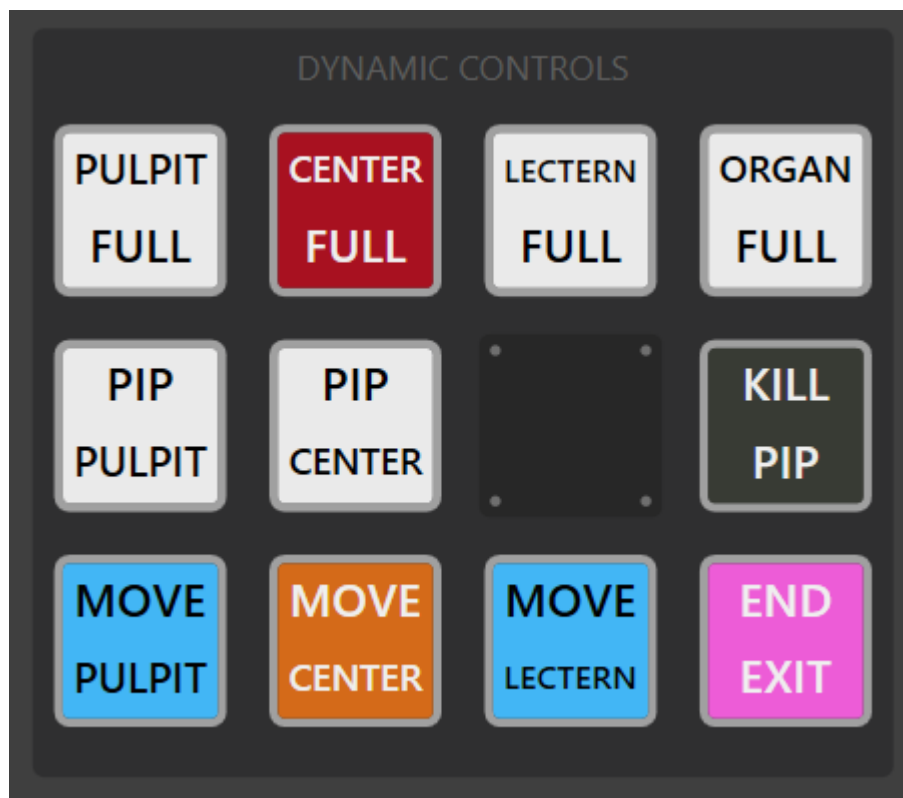 DYNAMIC CONTROLS
PULPIT
FULL
CENTER
FULL
LECTERN
FULL
ORGAN
FULL
PIP
PULPIT
PIP
CENTER
KILL
PIP
MOVE
PULPIT
MOVE
CENTER
MOVE
LECTERN
END
EXIT